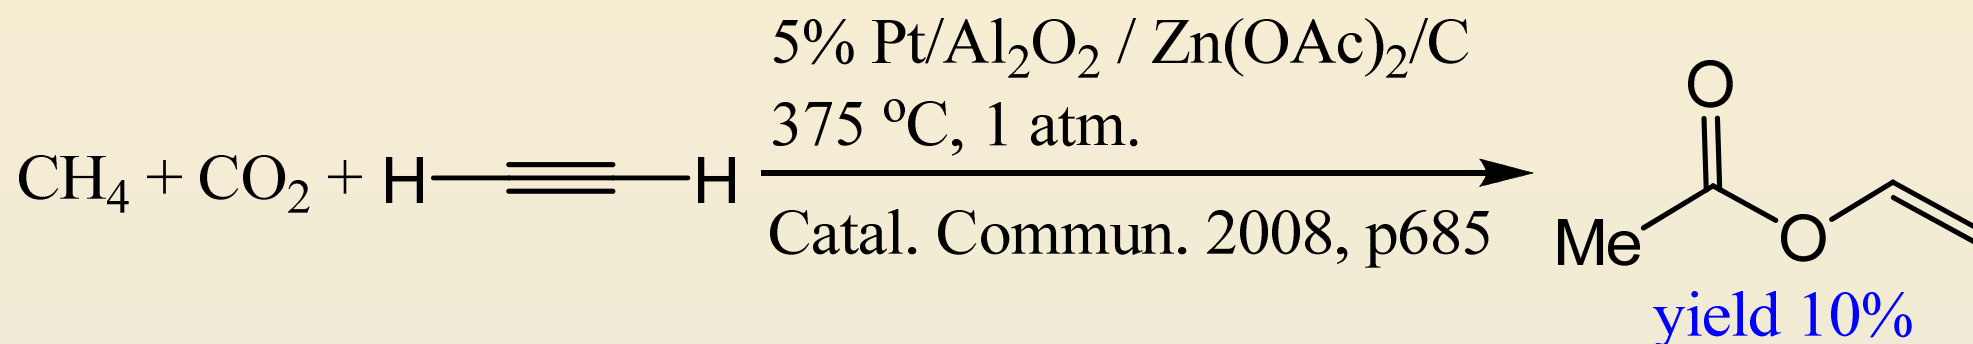 5% Pt/Al₂O₂ / Zn(OAc)₂/C
375 ºC, 1 atm.
CH₄ + CO₂ + H H
Catal. Commun. 2008, p685
O
Me O
yield 10%